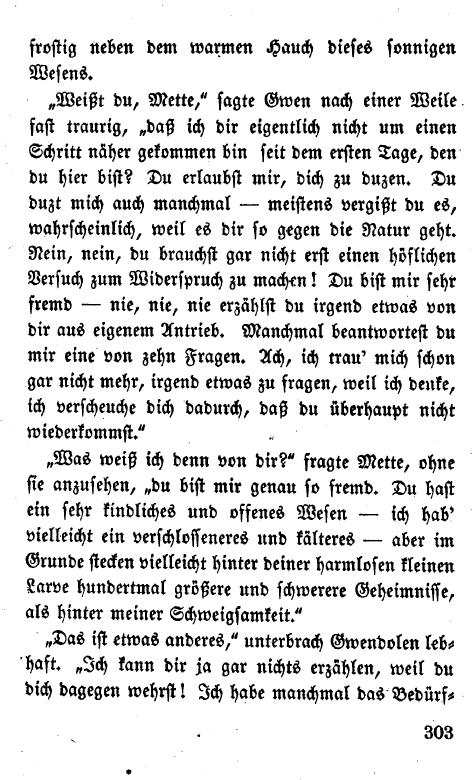 frostig neben dem warmen Hauch dieses sonnigen
Wesens.
„Weißt du, Mette,“ sagte Gwen nach einer Weile
fast traurig, „daß ich dir eigentlich nicht um einen
Schritt näher gekommen bin seit dem ersten Tage, den
du hier bist? Du erlaubst mir, dich zu duzen. Du
duzt mich auch manchmal — meistens vergißt du es,
wahrscheinlich, weil es dir so gegen die Natur geht.
Nein, nein, du brauchst gar nicht erst einen höflichen
Versuch zum Widerspruch zu machen! Du bist mir sehr
fremd — nie, nie, nie erzählst du irgend etwas von
dir aus eigenem Antrieb. Manchmal beantwortest du
mir eine von zehn Fragen. Ach, ich trau’ mich schon
gar nicht mehr, irgend etwas zu fragen, weil ich denke,
ich verscheuche dich dadurch, daß du überhaupt nicht
wiederkommst.“
„Was weiß ich denn von dir?“ fragte Mette, ohne
sie anzusehen, „du bist mir genau so fremd. Du hast
ein sehr kindliches und offenes Wesen — ich hab’
vielleicht ein verschlosseneres und kälteres — aber im
Grunde stecken vielleicht hinter deiner harmlosen kleinen
Larve hundertmal größere und schwerere Geheimnisse,
als hinter meiner Schweigsamkeit.“
„Das ist etwas anderes,“ unterbrach Gwendolen leb-
haft. „Ich kann dir ja gar nichts erzählen, weil du
dich dagegen wehrst! Ich habe manchmal das Bedürf-
303